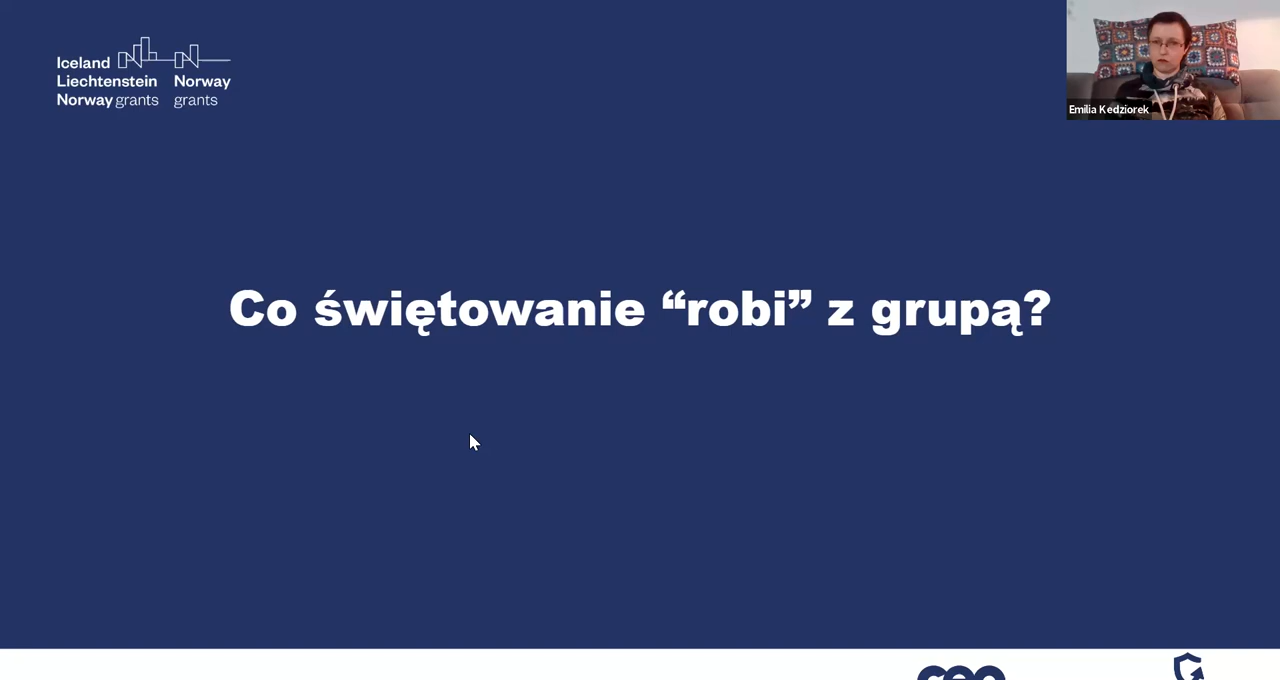 Iceland
Liechtenstein
Norway grants
Norway
grants
Emilia Kedziorek
Co świętowanie “robi” z grupą?